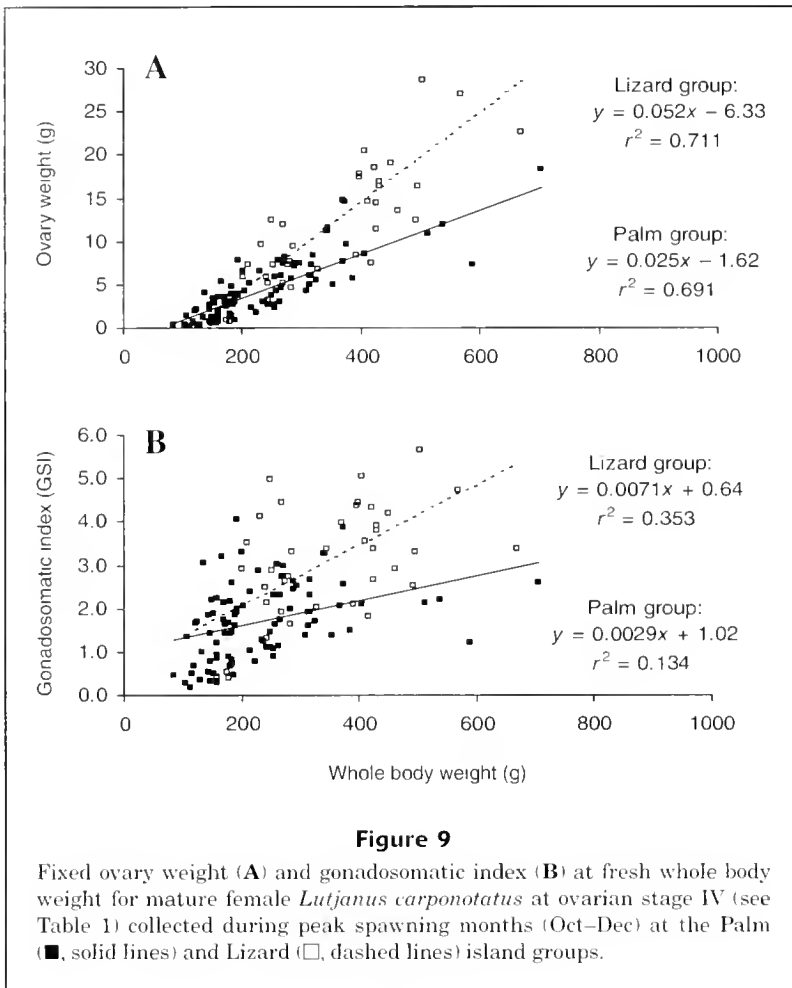 A
30
25
20
15
10
5
0
Ovary weight (g)
0 200 400 600 800 1000
Lizard group:
y = 0.052x − 6.33
r² = 0.711
Palm group:
y = 0.025x − 1.62
r² = 0.691
B
6.0
5.0
4.0
3.0
2.0
1.0
0.0
Gonadosomatic index (GSI)
0 200 400 600 800 1000
Lizard group:
y = 0.0071x + 0.64
r² = 0.353
Palm group:
y = 0.0029x + 1.02
r² = 0.134
Whole body weight (g)
Figure 9
Fixed ovary weight (A) and gonadosomatic index (B) at fresh whole body
weight for mature female Lutjanus carponotatus at ovarian stage IV (see
Table 1) collected during peak spawning months (Oct–Dec) at the Palm
(■, solid lines) and Lizard (□, dashed lines) island groups.